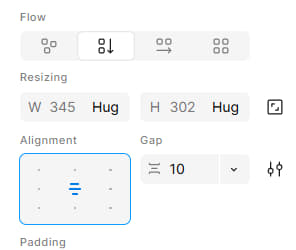 Flow
Resizing
W 345 Hug H 302 Hug
Alignment Gap
10
Padding